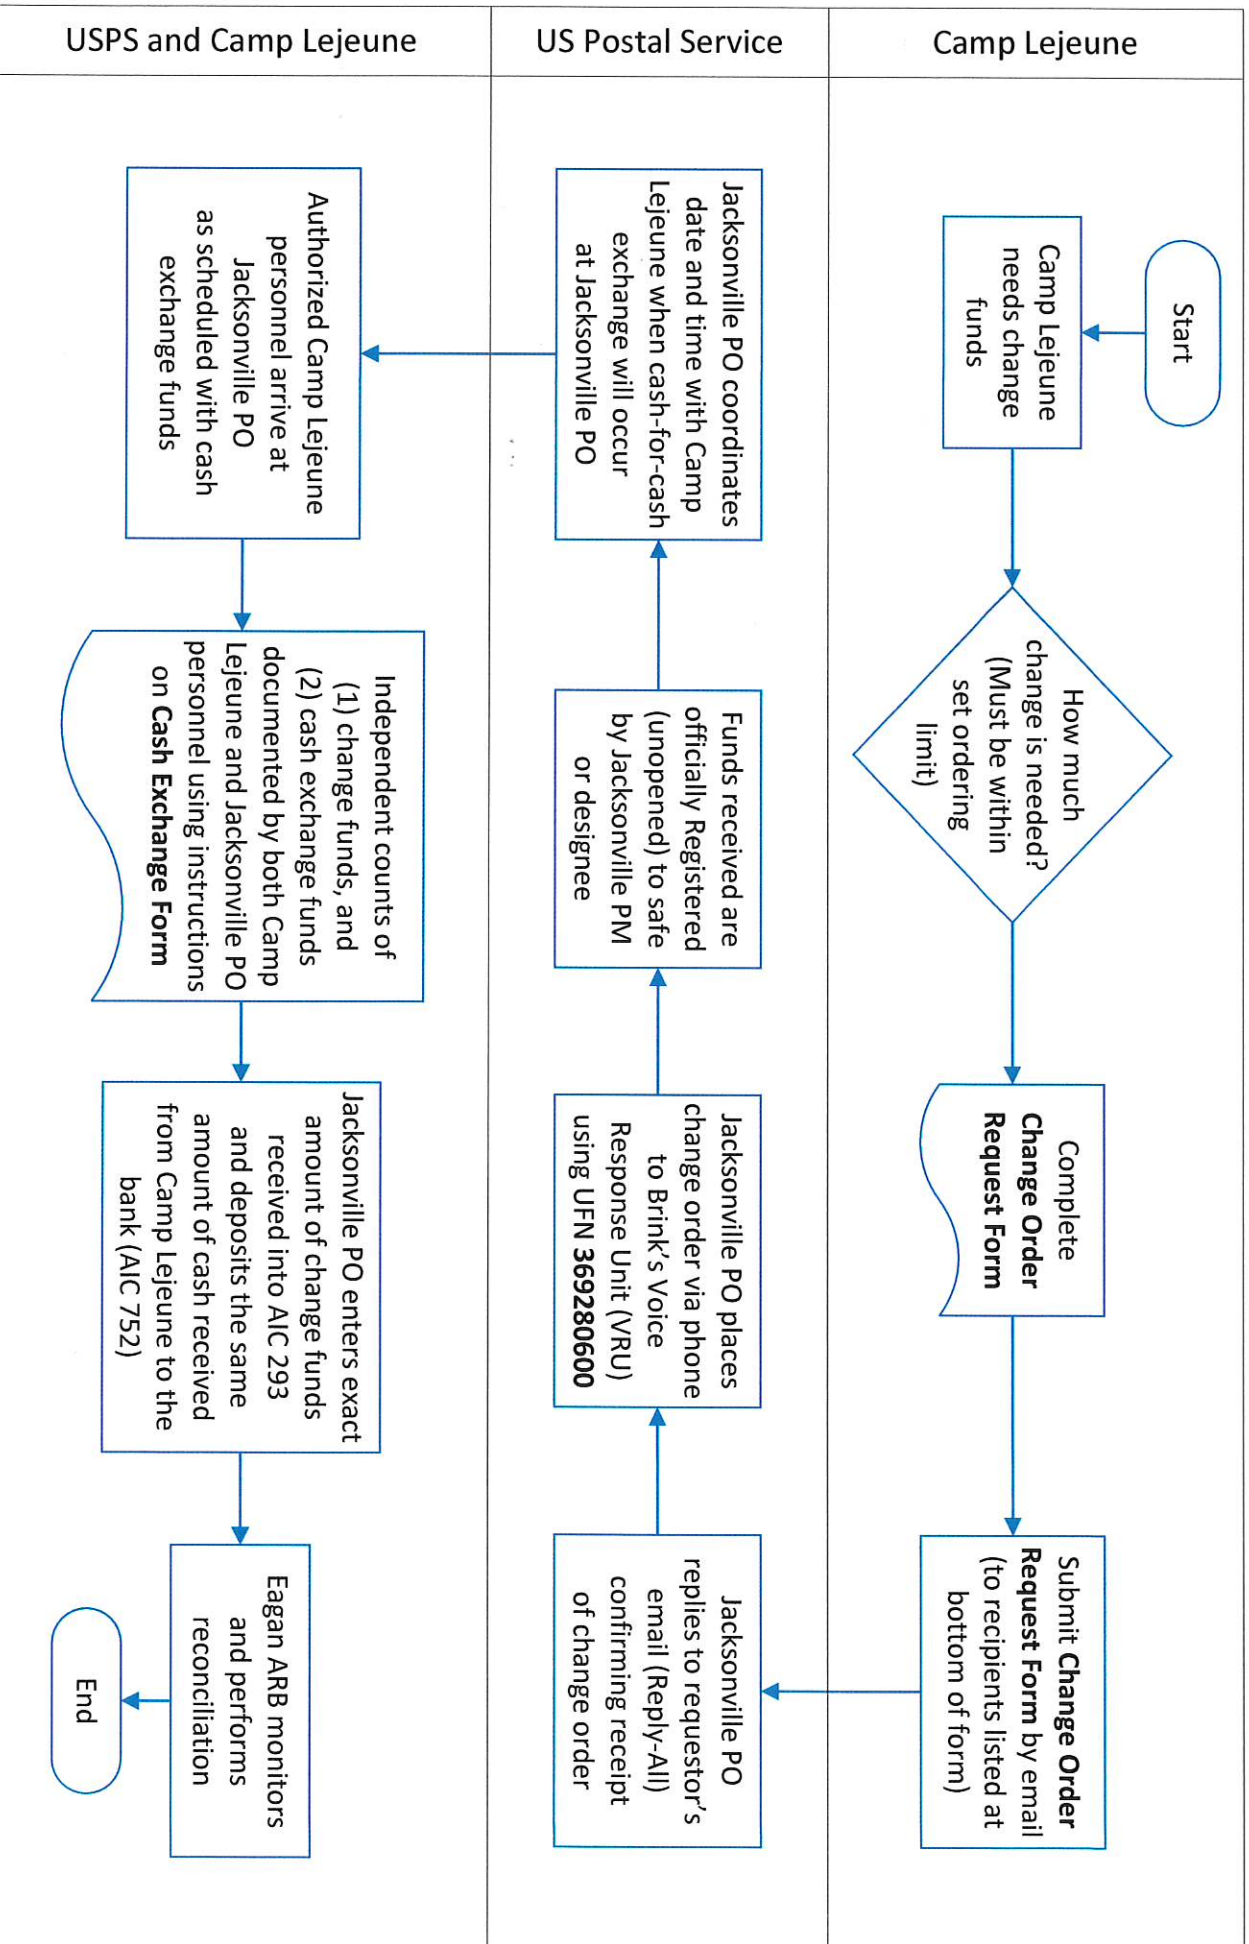 Camp Lejeune
Start
Camp Lejeune
needs change
funds
How much
change is needed?
(Must be within
set ordering
limit)
Complete
Change Order
Request Form
Submit Change Order
Request Form by email
(to recipients listed at
bottom of form)
US Postal Service
Jacksonville PO
replies to requestor's
email (Reply-All)
confirming receipt
of change order
Jacksonville PO places
change order via phone
to Brink's Voice
Response Unit (VRU)
using UFN 369280600
Funds received are
officially Registered
(unopened) to safe
by Jacksonville PM
or designee
Jacksonville PO coordinates
date and time with Camp
Lejeune when cash-for-cash
exchange will occur
at Jacksonville PO
USPS and Camp Lejeune
Authorized Camp Lejeune
personnel arrive at
Jacksonville PO
as scheduled with cash
exchange funds
Independent counts of
(1) change funds, and
(2) cash exchange funds
documented by both Camp
Lejeune and Jacksonville PO
personnel using instructions
on Cash Exchange Form
Jacksonville PO enters exact
amount of change funds
received into AIC 293
and deposits the same
amount of cash received
from Camp Lejeune to the
bank (AIC 752)
Eagan ARB monitors
and performs
reconciliation
End